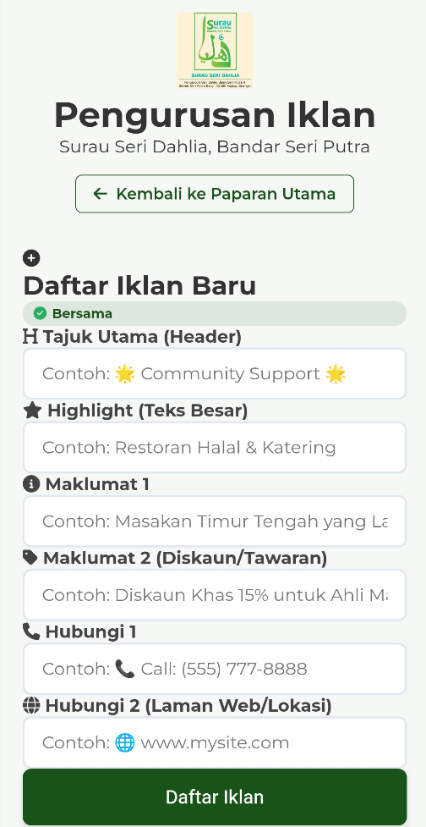 Surau
SURAU SERI DAHLIA
Pengurusan Iklan
Surau Seri Dahlia, Bandar Seri Putra
← Kembali ke Paparan Utama
Daftar Iklan Baru
Bersama
Tajuk Utama (Header)
Contoh: 🌟 Community Support 🌟
Highlight (Teks Besar)
Contoh: Restoran Halal & Katering
Maklumat 1
Contoh: Masakan Timur Tengah yang La
Maklumat 2 (Diskaun/Tawaran)
Contoh: Diskaun Khas 15% untuk Ahli Ma
Hubungi 1
Contoh: 📞 Call: (555) 777-8888
Hubungi 2 (Laman Web/Lokasi)
Contoh: 🌐 www.mysite.com
Daftar Iklan